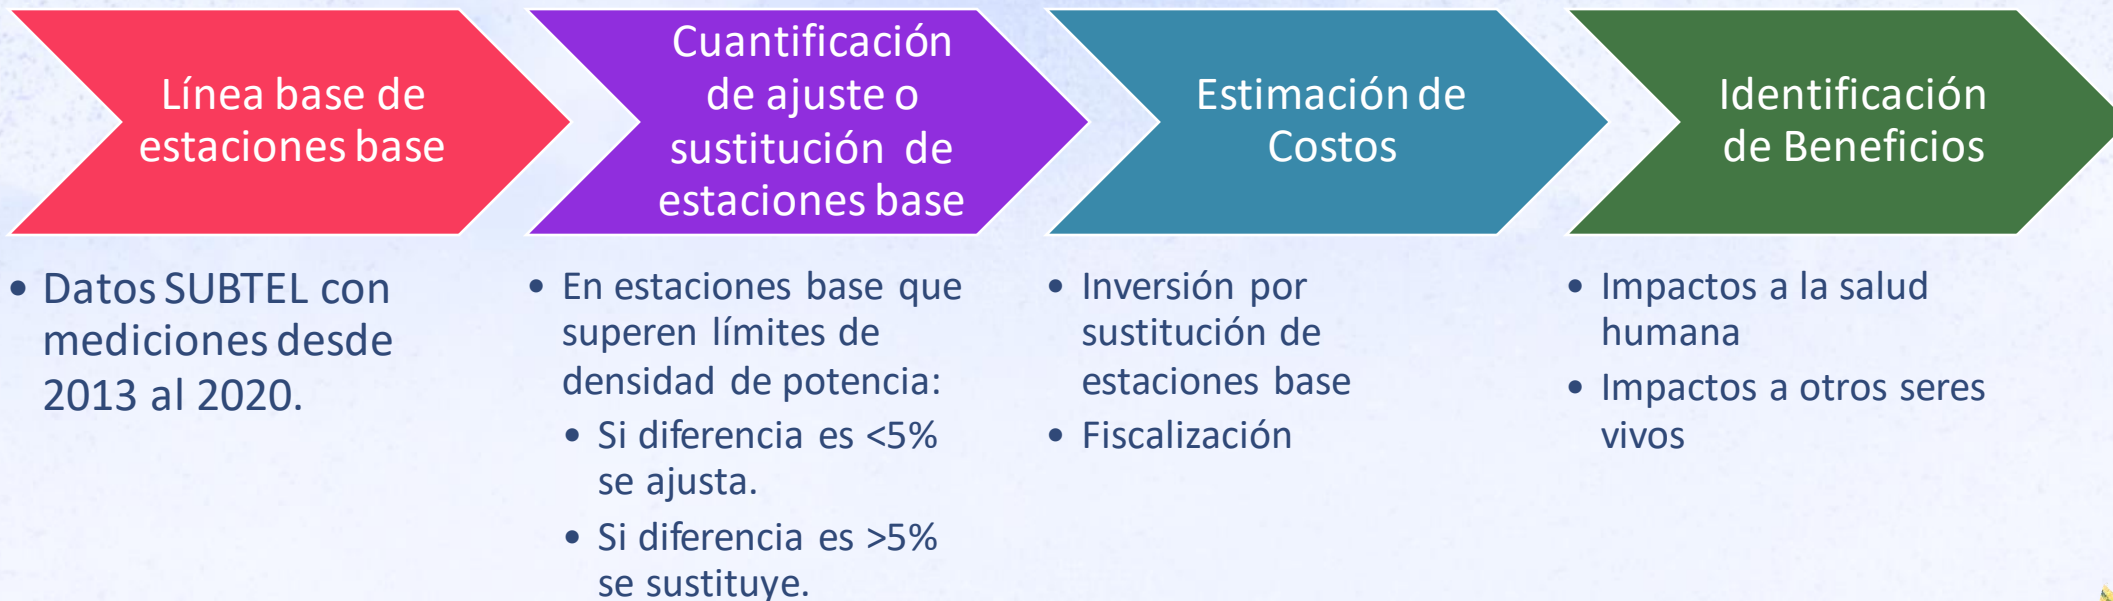 Línea base de
estaciones base
• Datos SUBTEL con
mediciones desde
2013 al 2020.
Cuantificación
de ajuste o
sustitución de
estaciones base
• En estaciones base que
superen límites de
densidad de potencia:
• Si diferencia es <5%
se ajusta.
• Si diferencia es >5%
se sustituye.
Estimación de
Costos
• Inversión por
sustitución de
estaciones base
• Fiscalización
Identificación
de Beneficios
• Impactos a la salud
humana
• Impactos a otros seres
vivos